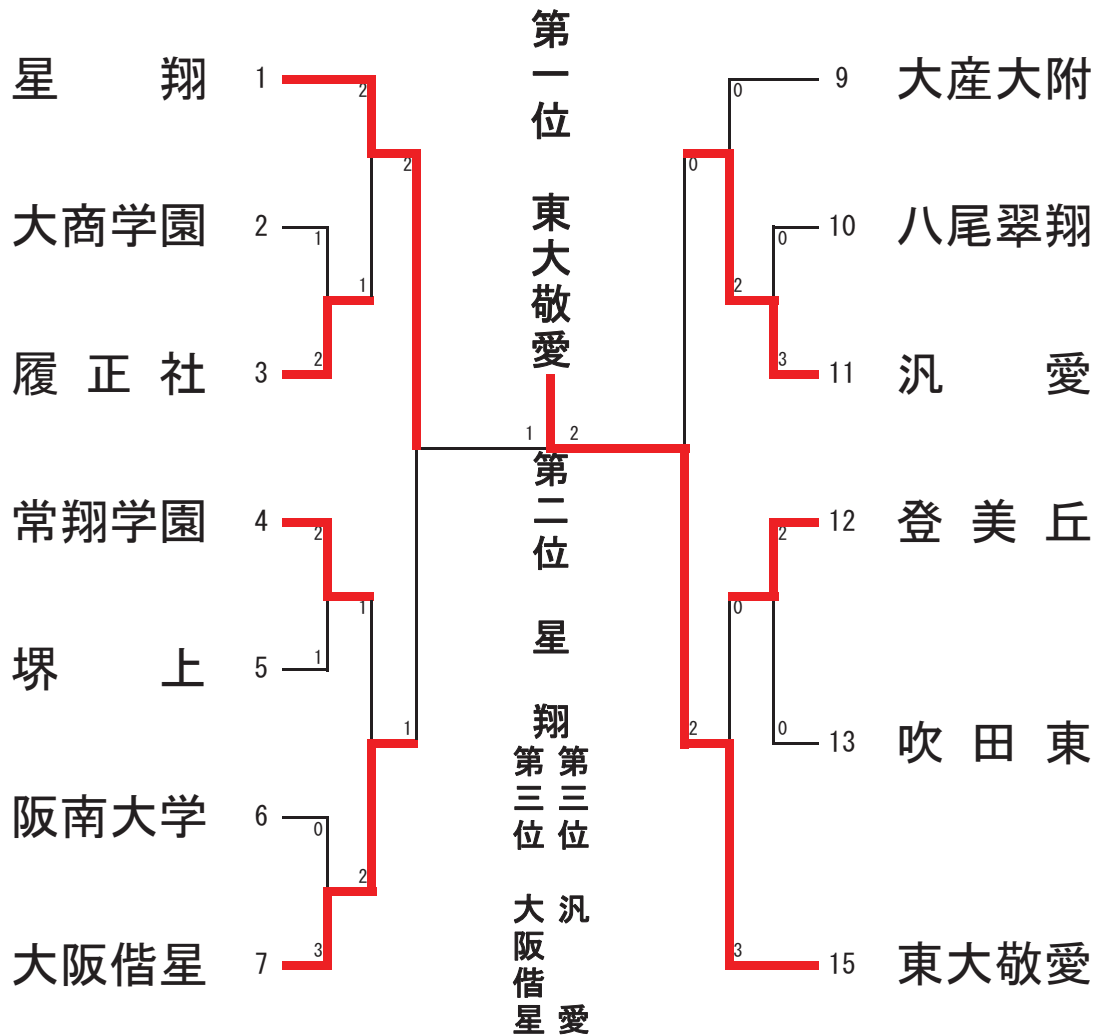 星翔 1
大商学園 2
履正社 3
常翔学園 4
堺上 5
阪南大学 6
大阪偕星 7
2
2
1
1
2
2
1
1
1
0
2
3
第一位 東大敬愛
1 2
第二位 星翔
第三位 汎愛
第三位 大阪偕星
0
0
0
2
3
2
0
2
0
3
9 大産大附
10 八尾翠翔
11 汎愛
12 登美丘
13 吹田東
15 東大敬愛